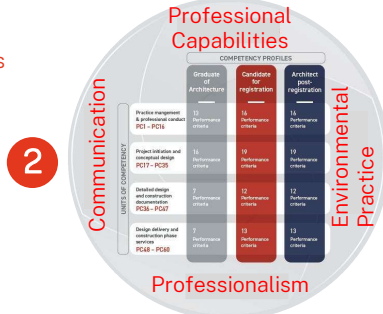 Professional
Capabilities
s
COMPETENCY PROFILES
Graduate of Architecture
Candidate for registration
Architect post-registration
Communication
2
UNITS OF COMPETENCY
Practice mangement & professional conduct PC1 – PC16
13 Performance criteria
16 Performance criteria
16 Performance criteria
Project initiation and conceptual design PC17 – PC35
16 Performance criteria
19 Performance criteria
19 Performance criteria
Detailed design and construction documentation PC36 – PC47
7 Performance criteria
12 Performance criteria
12 Performance criteria
Design delivery and construction phase services PC48 – PC60
7 Performance criteria
13 Performance criteria
13 Performance criteria
Environmental
Practice
Professionalism